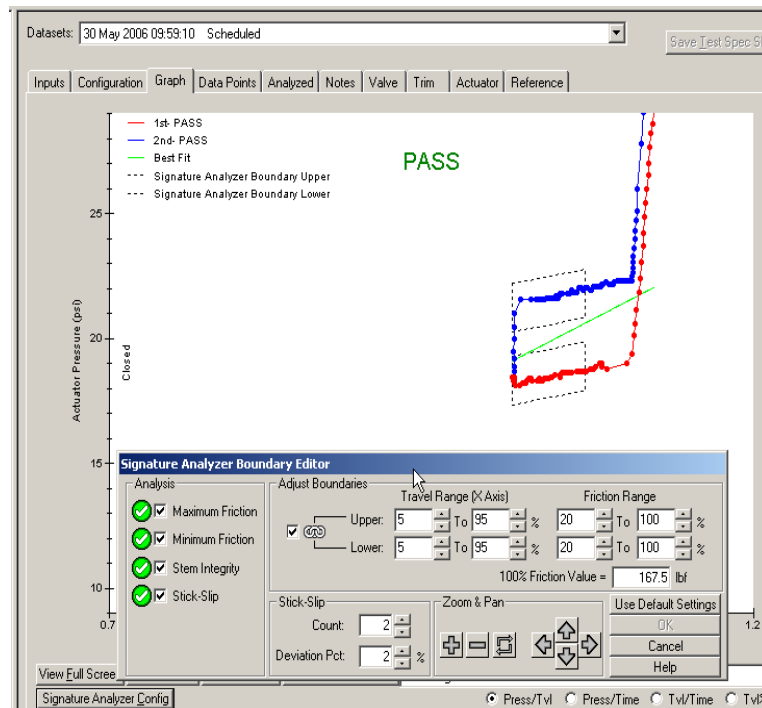 Datasets: 30 May 2006 09:59:10 Scheduled
Save Test Spec S
Inputs Configuration Graph Data Points Analyzed Notes Valve Trim Actuator Reference
1st- PASS
2nd- PASS
Best Fit
Signature Analyzer Boundary Upper
Signature Analyzer Boundary Lower
PASS
25
20
15
10
Actuator Pressure (psi)
Closed
0.7
1.2
Signature Analyzer Boundary Editor
Analysis
Maximum Friction
Minimum Friction
Stem Integrity
Stick-Slip
Adjust Boundaries
Travel Range (X Axis) Friction Range
Upper: 5 To 95 % 20 To 100 %
Lower: 5 To 95 % 20 To 100 %
100% Friction Value = 167.5 lbf
Stick-Slip
Count: 2
Deviation Pct: 2 %
Zoom & Pan
Use Default Settings
OK
Cancel
Help
View Full Scree
Signature Analyzer Config
Press/Tvl Press/Time Tvl/Time Tvl